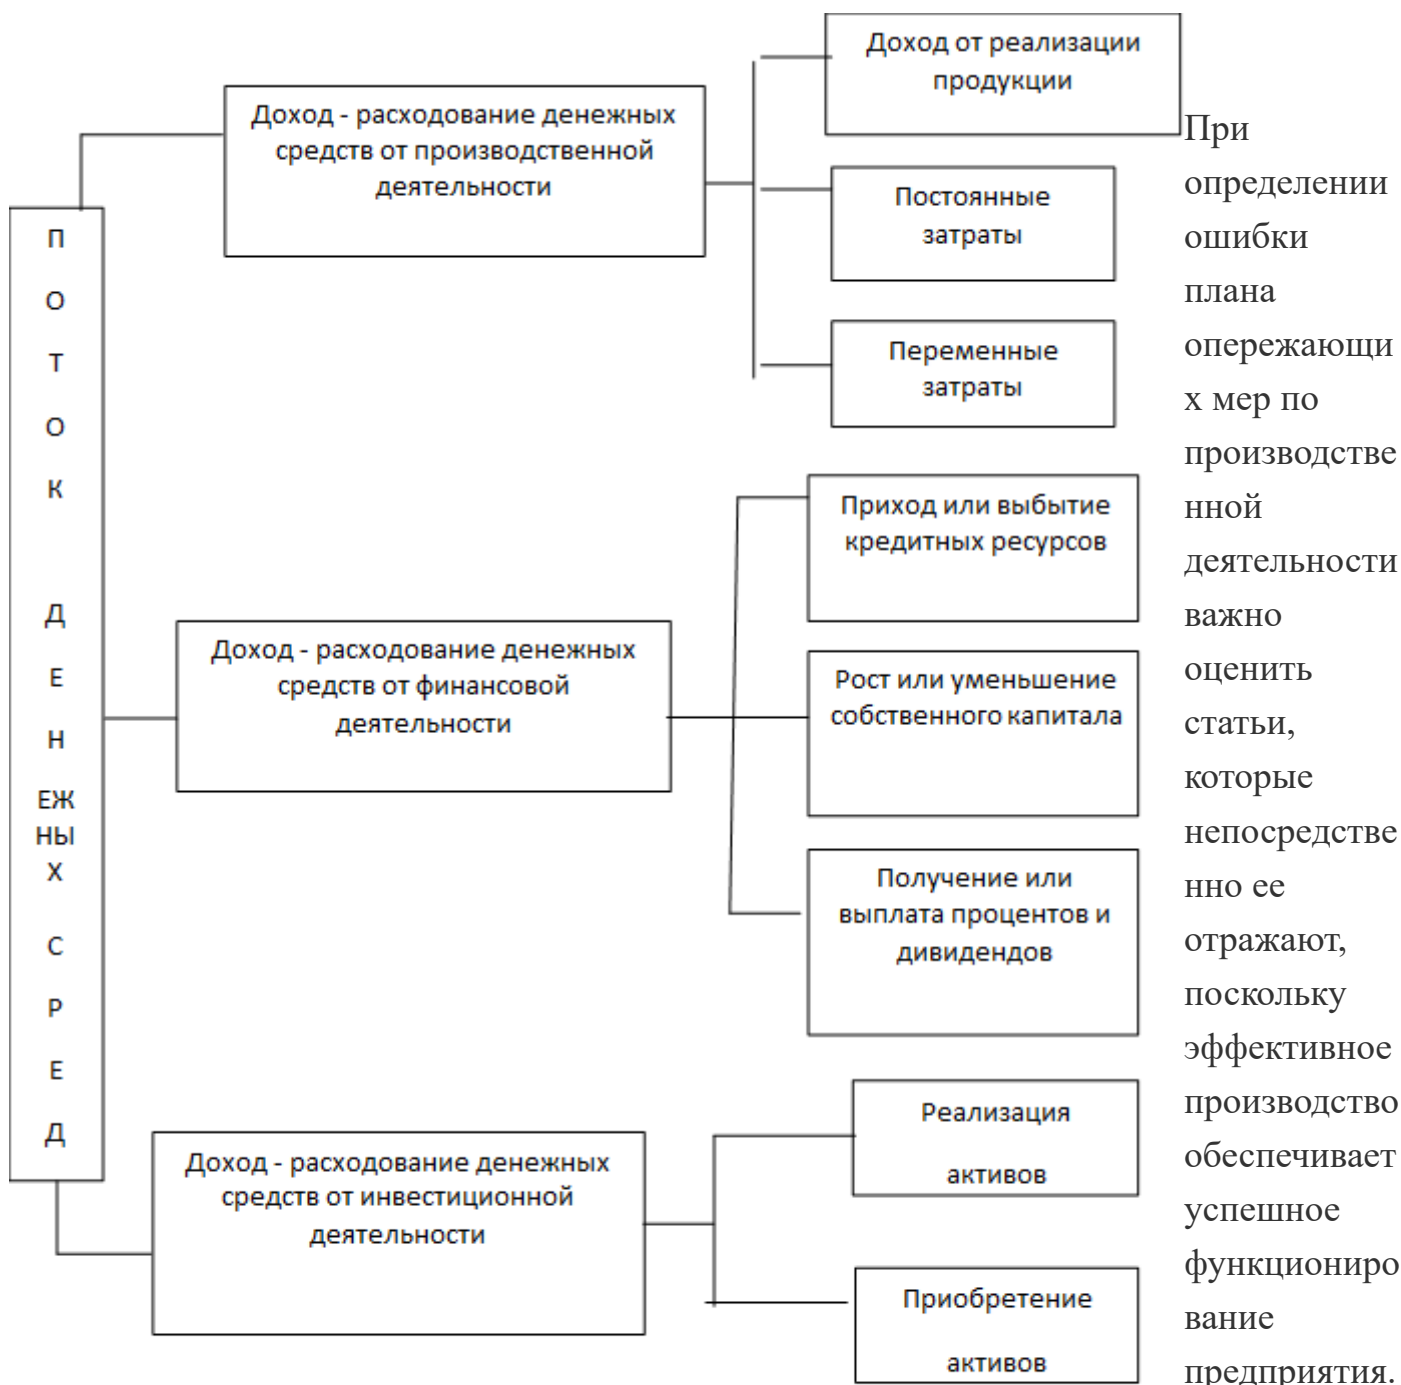 П
О
Т
О
К
Д
Е
Н
ЕЖ
НЫ
Х
С
Р
Е
Д
Доход - расходование денежных
средств от производственной
деятельности
Доход от реализации
продукции
Постоянные
затраты
Переменные
затраты
Доход - расходование денежных
средств от финансовой
деятельности
Приход или выбытие
кредитных ресурсов
Рост или уменьшение
собственного капитала
Получение или
выплата процентов и
дивидендов
Доход - расходование денежных
средств от инвестиционной
деятельности
Реализация
активов
Приобретение
активов
При
определении
ошибки
плана
опережающи
х мер по
производстве
нной
деятельности
важно
оценить
статьи,
которые
непосредстве
нно ее
отражают,
поскольку
эффективное
производство
обеспечивает
успешное
функциониро
вание
предприятия.